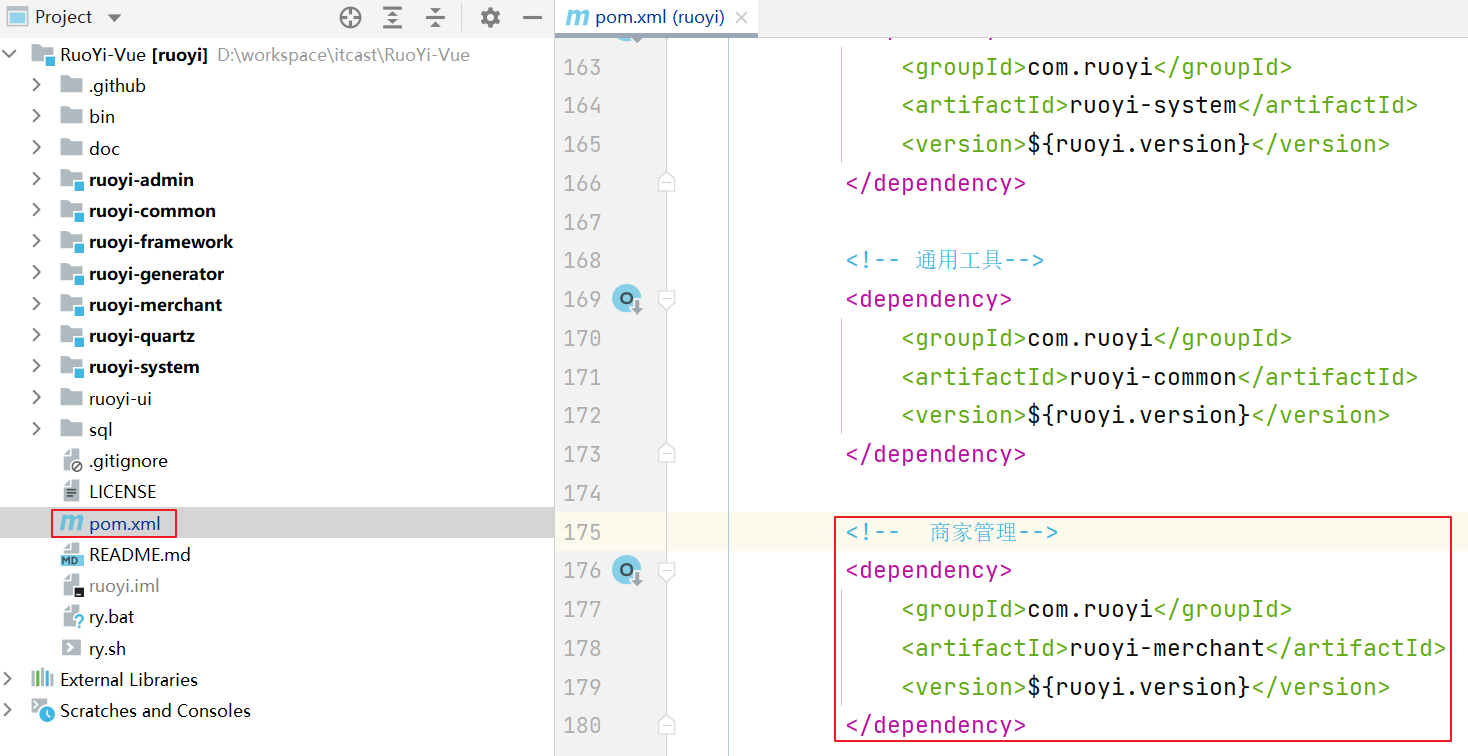 Project
RuoYi-Vue [ruoyi] D:\workspace\itcast\RuoYi-Vue
.github
bin
doc
ruoyi-admin
ruoyi-common
ruoyi-framework
ruoyi-generator
ruoyi-merchant
ruoyi-quartz
ruoyi-system
ruoyi-ui
sql
.gitignore
LICENSE
pom.xml
README.md
ruoyi.iml
ry.bat
ry.sh
External Libraries
Scratches and Consoles
pom.xml (ruoyi)
163 <groupId>com.ruoyi</groupId>
164 <artifactId>ruoyi-system</artifactId>
165 <version>${ruoyi.version}</version>
166 </dependency>
167
168 <!-- 通用工具-->
169 <dependency>
170 <groupId>com.ruoyi</groupId>
171 <artifactId>ruoyi-common</artifactId>
172 <version>${ruoyi.version}</version>
173 </dependency>
174
175 <!-- 商家管理-->
176 <dependency>
177 <groupId>com.ruoyi</groupId>
178 <artifactId>ruoyi-merchant</artifactId>
179 <version>${ruoyi.version}</version>
180 </dependency>